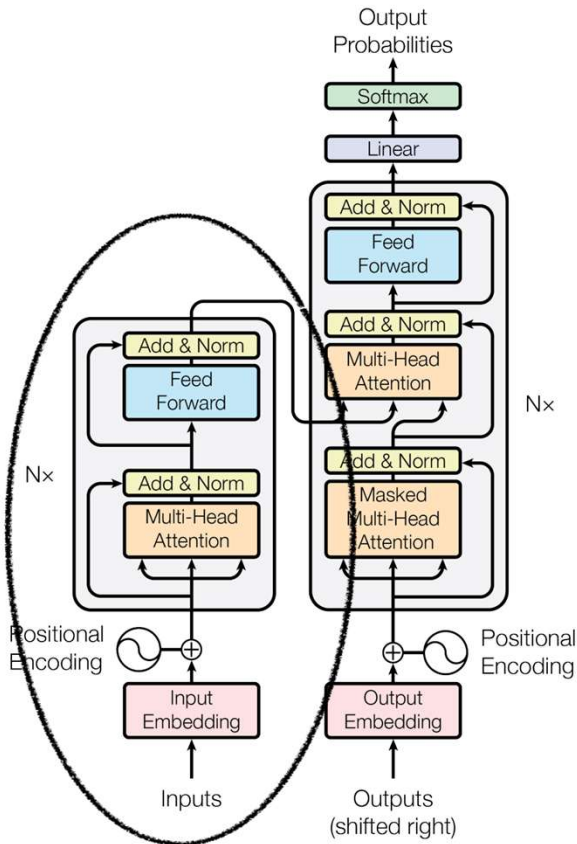 Output
Probabilities
Softmax
Linear
Add & Norm
Feed
Forward
Add & Norm
Multi-Head
Attention
Add & Norm
Masked
Multi-Head
Attention
N×
Positional
Encoding
Output
Embedding
Outputs
(shifted right)
Add & Norm
Feed
Forward
Add & Norm
Multi-Head
Attention
N×
Positional
Encoding
Input
Embedding
Inputs